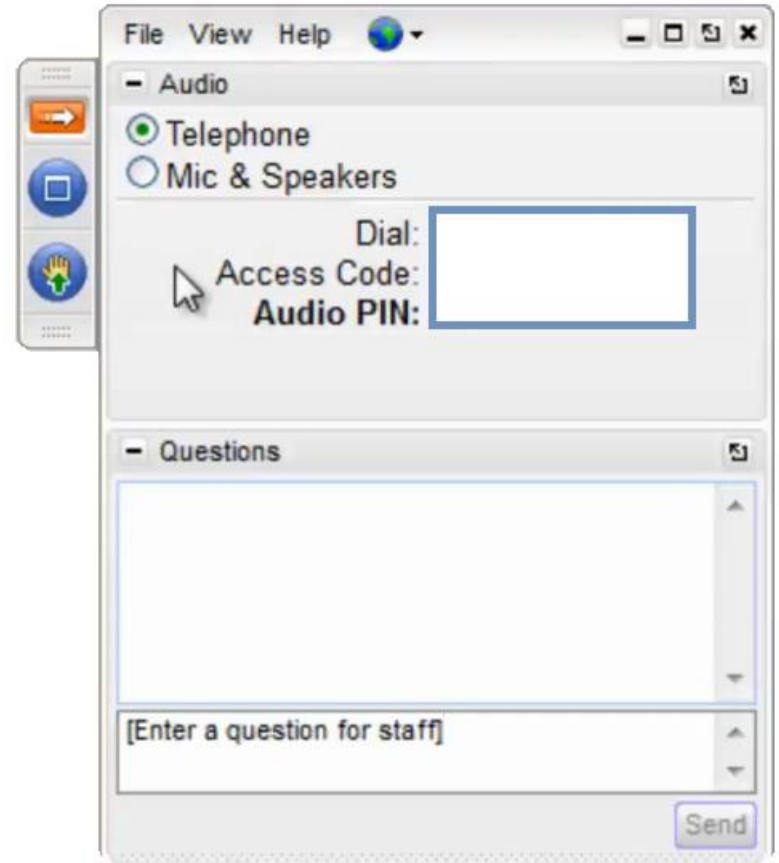 File View Help
Audio
Telephone
Mic & Speakers
Dial:
Access Code:
Audio PIN:
Questions
[Enter a question for staff]
Send